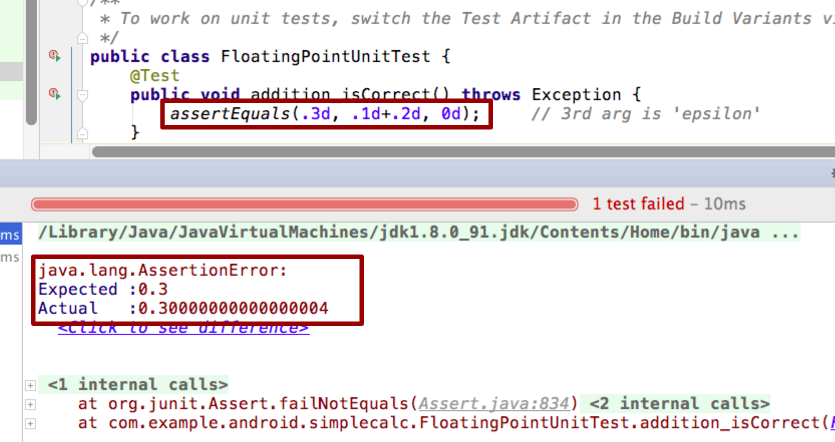 /**
* To work on unit tests, switch the Test Artifact in the Build Variants vi
*/
public class FloatingPointUnitTest {
@Test
public void addition_isCorrect() throws Exception {
assertEquals(.3d, .1d+.2d, 0d); // 3rd arg is 'epsilon'
}
1 test failed – 10ms
ms /Library/Java/JavaVirtualMachines/jdk1.8.0_91.jdk/Contents/Home/bin/java ...
ms
java.lang.AssertionError:
Expected :0.3
Actual :0.30000000000000004
<Click to see difference>
<1 internal calls>
at org.junit.Assert.failNotEquals(Assert.java:834) <2 internal calls>
at com.example.android.simplecalc.FloatingPointUnitTest.addition_isCorrect(